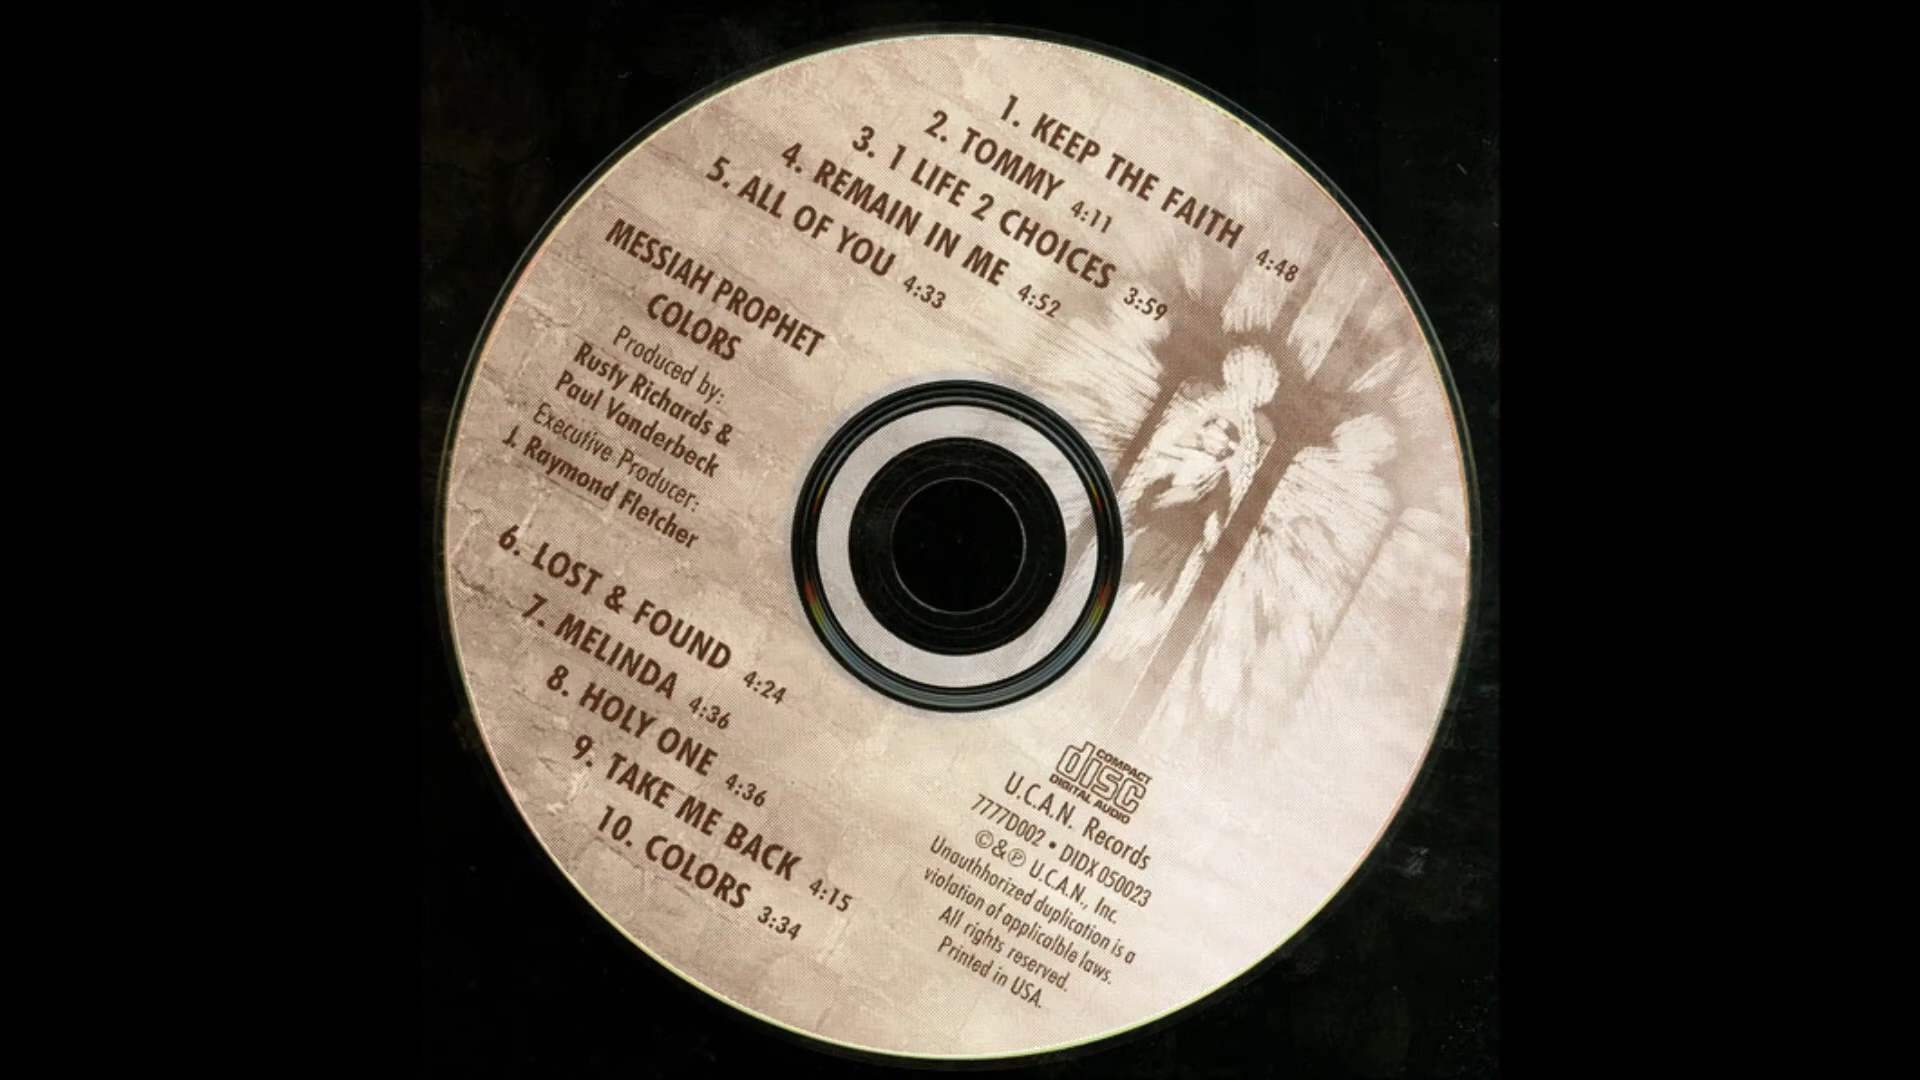 1. KEEP THE FAITH 4:48
2. TOMMY 4:11
3. 1 LIFE 2 CHOICES 3:59
4. REMAIN IN ME 4:52
5. ALL OF YOU 4:33
MESSIAH PROPHET
COLORS
Produced by:
Rusty Richards &
Paul Vanderbeck
Executive Producer:
J. Raymond Fletcher
6. LOST & FOUND 4:24
7. MELINDA 4:36
8. HOLY ONE 4:36
9. TAKE ME BACK 4:15
10. COLORS 3:34
COMPACT
disc
DIGITAL AUDIO
U.C.A.N. Records
7777D002 • DIDX 050023
©&℗ U.C.A.N., Inc.
Unauthhorized duplication is a
violation of applicalble laws.
All rights reserved.
Printed in USA.